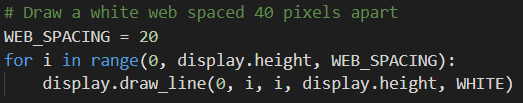 # Draw a white web spaced 40 pixels apart
WEB_SPACING = 20
for i in range(0, display.height, WEB_SPACING):
    display.draw_line(0, i, i, display.height, WHITE)